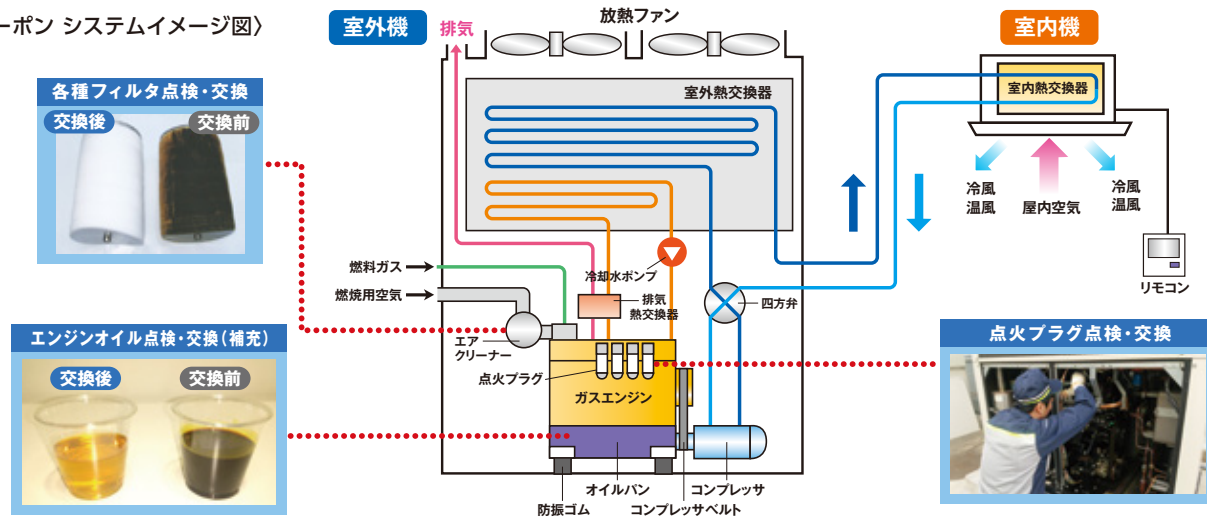 ーポン システムイメージ図〉
室外機
排気
放熱ファン
室内機
各種フィルタ点検・交換
交換後
交換前
室外熱交換器
室内熱交換器
冷風
温風
屋内空気
冷風
温風
リモコン
燃料ガス
燃焼用空気
冷却水ポンプ
排気
熱交換器
四方弁
エア
クリーナー
点火プラグ
ガスエンジン
エンジンオイル点検・交換(補充)
交換後
交換前
点火プラグ点検・交換
オイルパン
コンプレッサ
防振ゴム
コンプレッサベルト